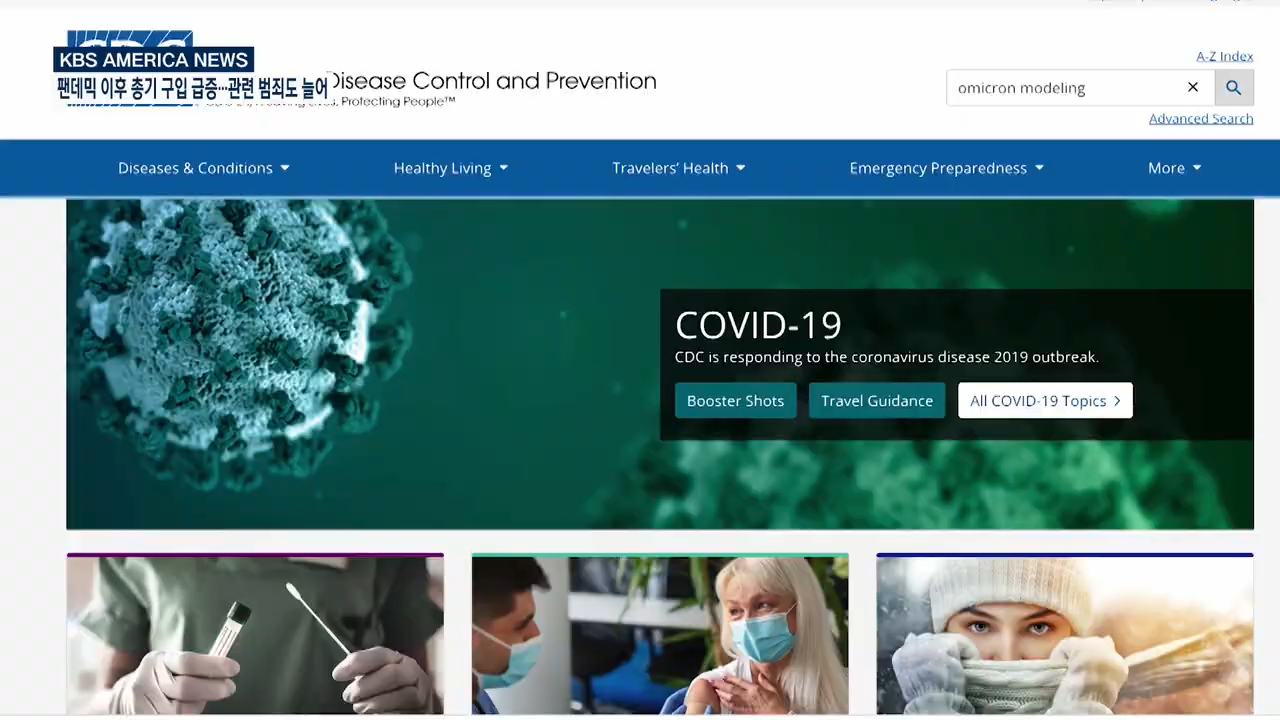 KBS AMERICA NEWS
팬데믹 이후 총기 구입 급증…관련 범죄도 늘어
Disease Control and Prevention
Protecting People™
A-Z Index
omicron modeling
Advanced Search
Diseases & Conditions
Healthy Living
Travelers’ Health
Emergency Preparedness
More
COVID-19
CDC is responding to the coronavirus disease 2019 outbreak.
Booster Shots
Travel Guidance
All COVID-19 Topics